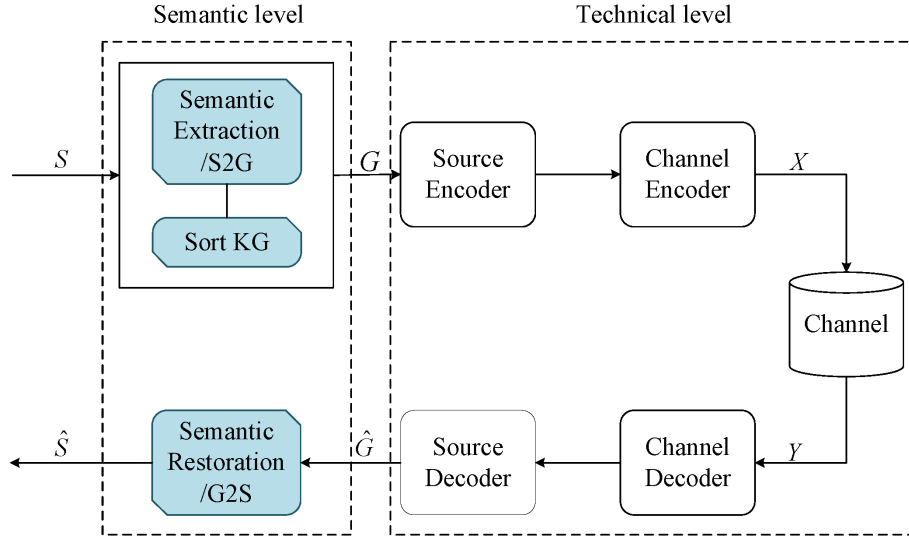 Semantic level
Technical level
Semantic
Extraction
/S2G
Sort KG
S
G
Source
Encoder
Channel
Encoder
X
Channel
Ŝ
Semantic
Restoration
/G2S
Ĝ
Source
Decoder
Channel
Decoder
Y